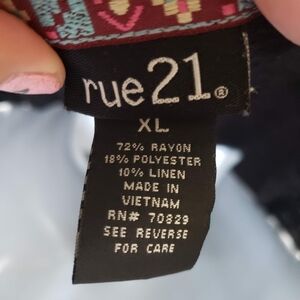 rue21®
XL
72% RAYON
18% POLYESTER
10% LINEN
MADE IN
VIETNAM
RN# 70829
SEE REVERSE
FOR CARE